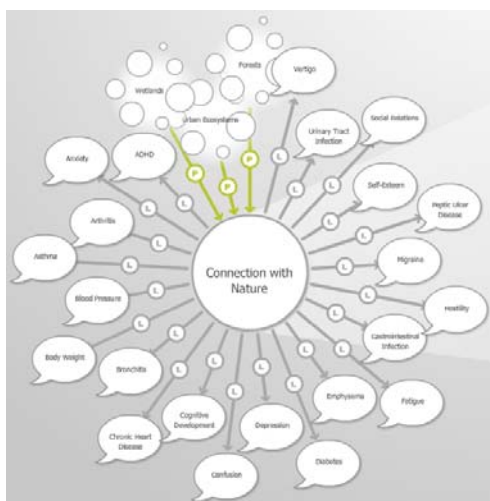 Forests
Vertigo
Wetlands
Urban Ecosystems
Social Relations
Urinary Tract
Infection
ADHD
Anxiety
P
P
P
L
L
L
L
L
Self-Esteem
L
Peptic Ulcer
Disease
L
Arthritis
L
Asthma
L
Migraine
L
Connection with
Nature
L
Blood Pressure
L
Hostility
L
Body Weight
L
Gastrointestinal
Infection
L
Bronchitis
L
Emphysema
L
Fatigue
L
Cognitive
Development
L
Depression
L
Chronic Heart
Disease
L
Confusion
L
Diabetes
L